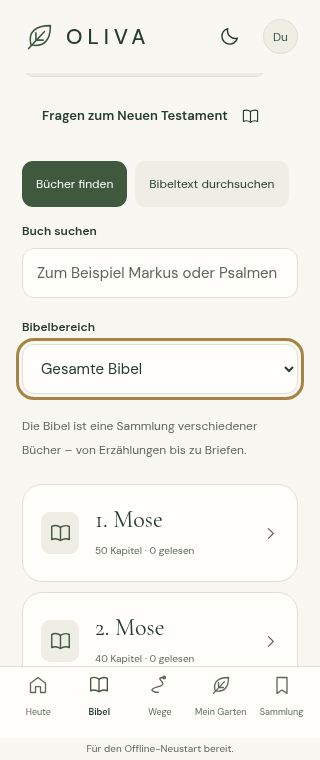 OLIVA
Du
Fragen zum Neuen Testament
Bücher finden
Bibeltext durchsuchen
Buch suchen
Zum Beispiel Markus oder Psalmen
Bibelbereich
Gesamte Bibel
Die Bibel ist eine Sammlung verschiedener
Bücher – von Erzählungen bis zu Briefen.
1. Mose
50 Kapitel · 0 gelesen
2. Mose
40 Kapitel · 0 gelesen
Heute
Bibel
Wege
Mein Garten
Sammlung
Für den Offline-Neustart bereit.